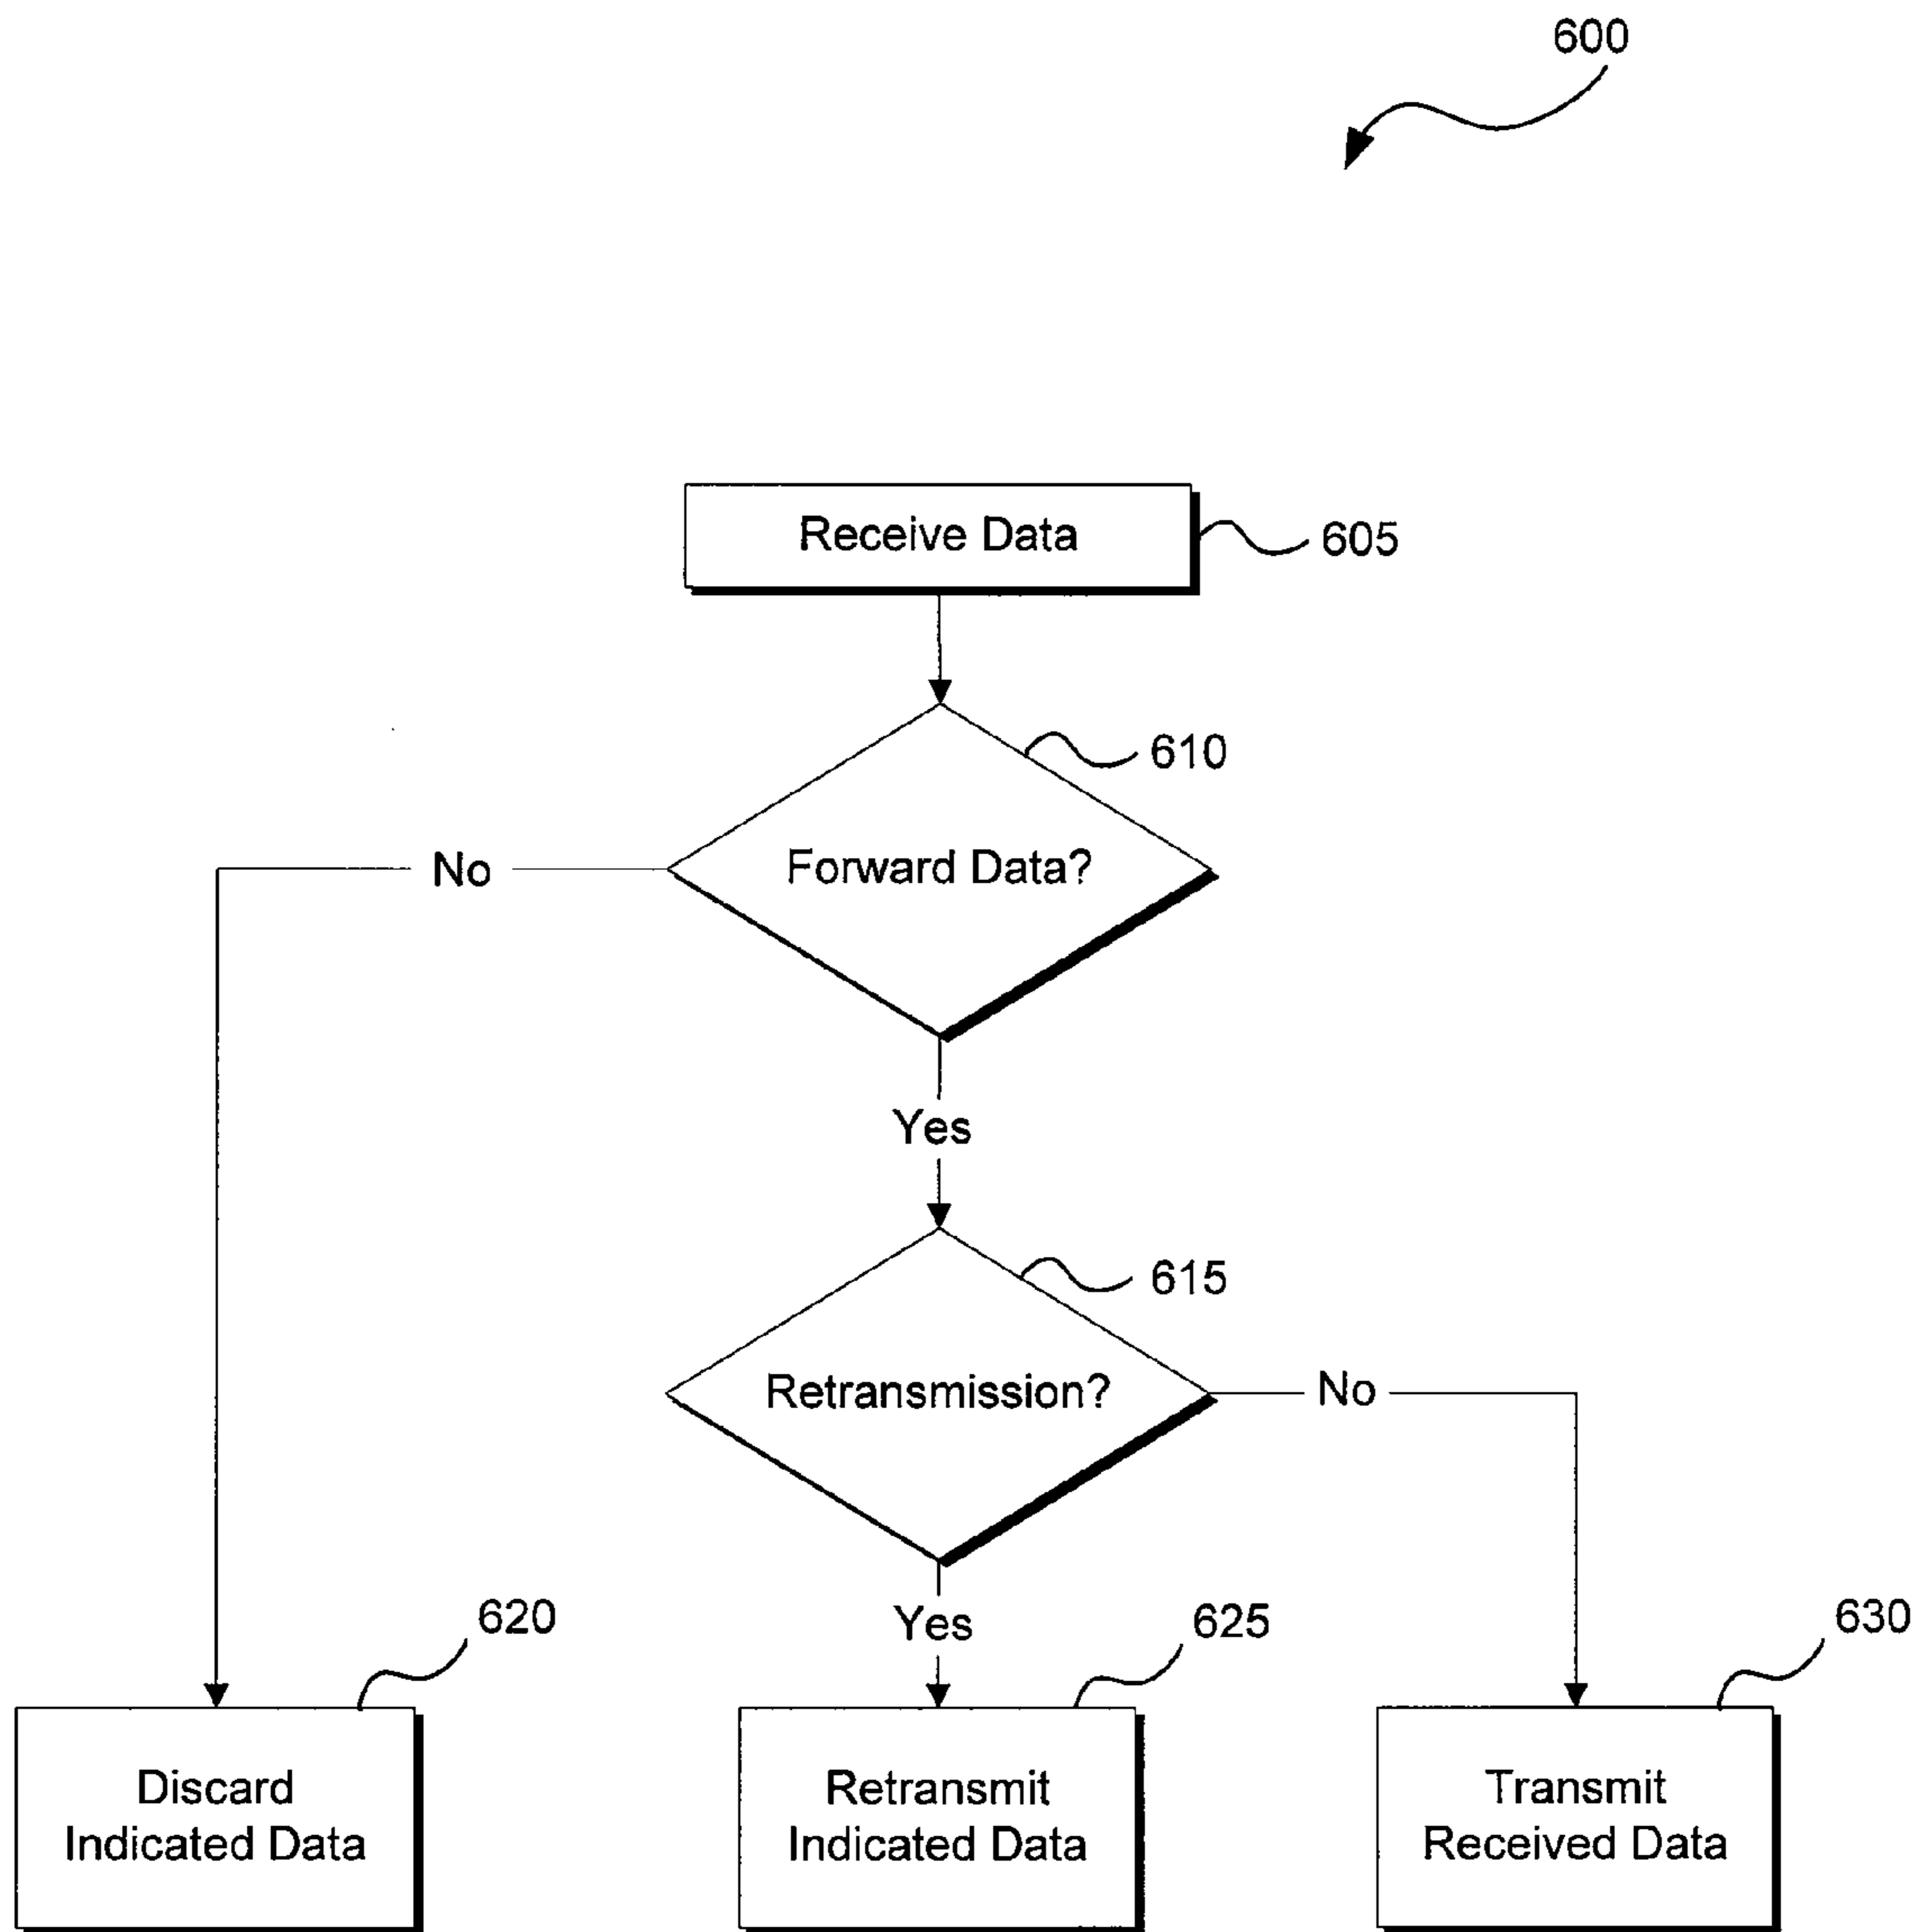 600
Receive Data
605
610
Forward Data?
No
Yes
615
Retransmission?
No
Yes
620
625
630
Discard
Indicated Data
Retransmit
Indicated Data
Transmit
Received Data